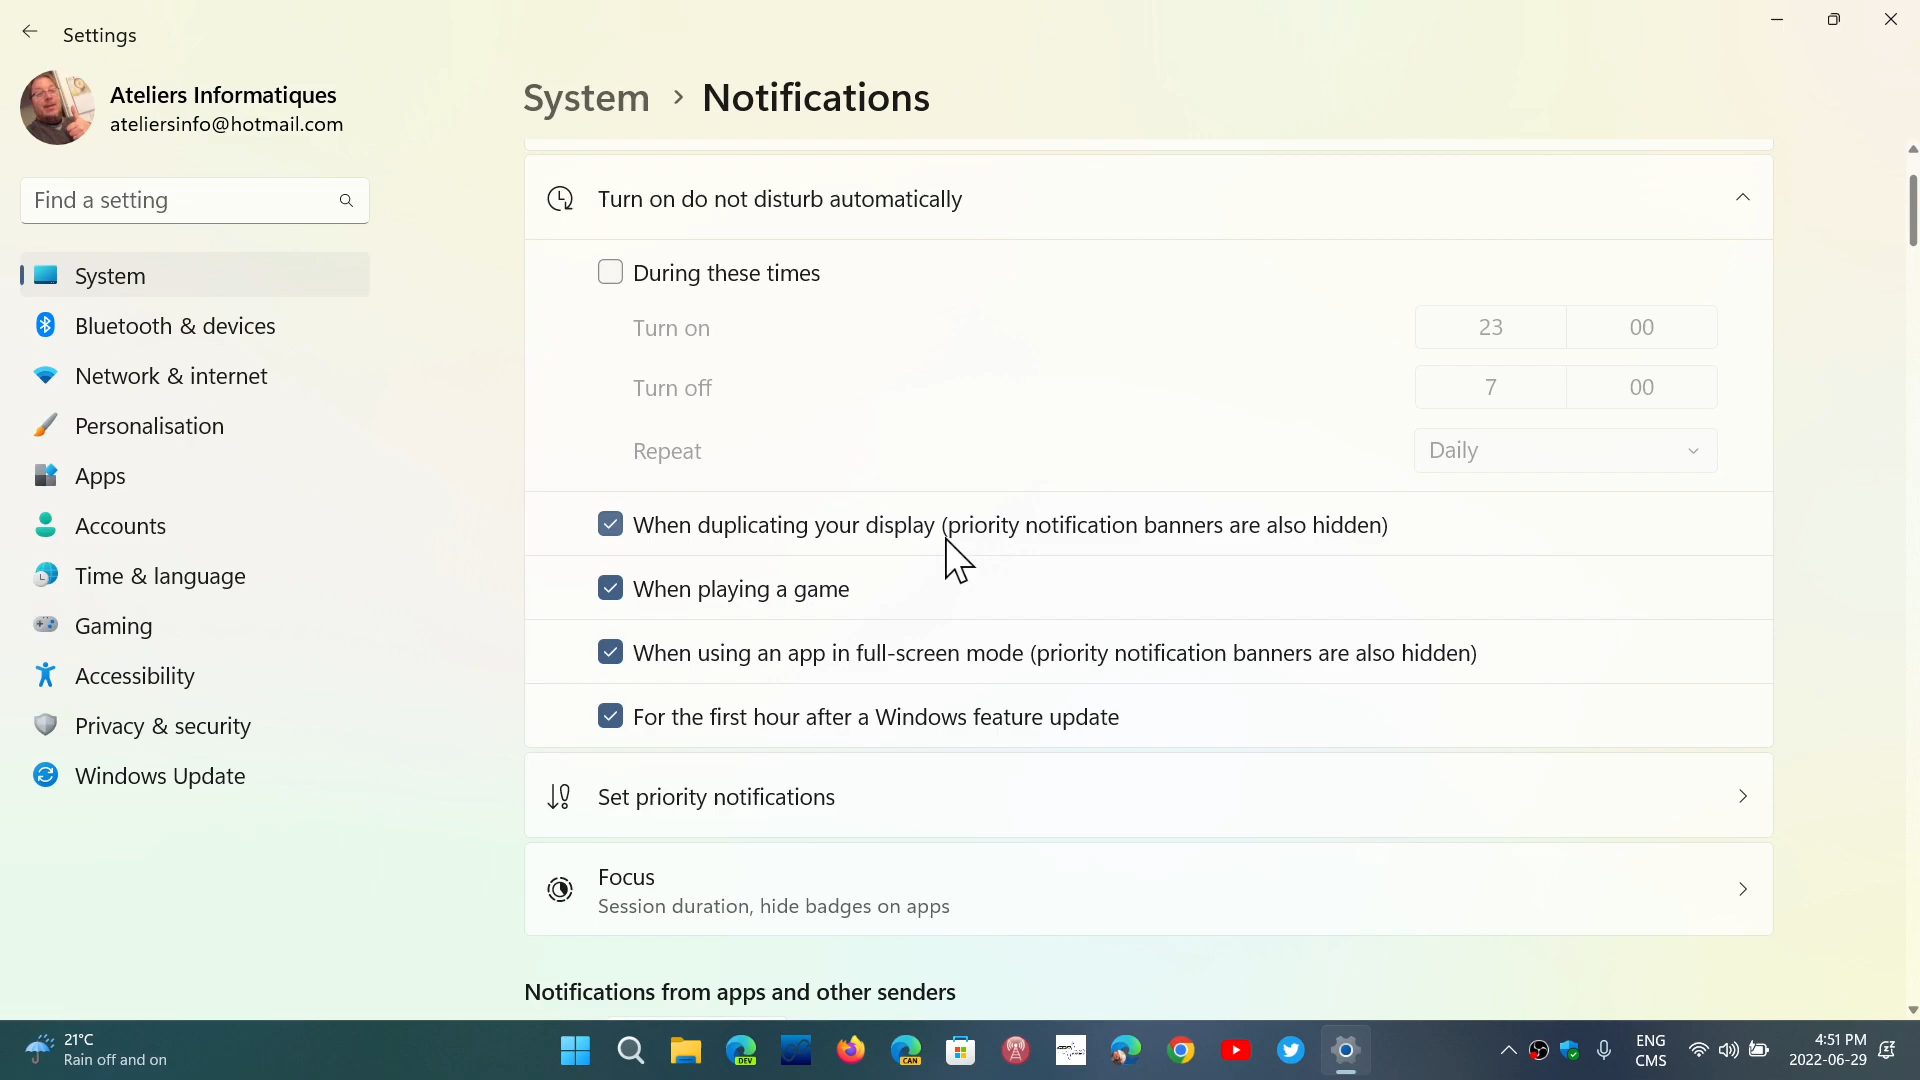 Settings
Ateliers Informatiques
ateliersinfo@hotmail.com
Find a setting
System
Bluetooth & devices
Network & internet
Personalisation
Apps
Accounts
Time & language
Gaming
Accessibility
Privacy & security
Windows Update
System > Notifications
Turn on do not disturb automatically
During these times
Turn on 23 00
Turn off 7 00
Repeat Daily
When duplicating your display (priority notification banners are also hidden)
When playing a game
When using an app in full-screen mode (priority notification banners are also hidden)
For the first hour after a Windows feature update
Set priority notifications
Focus
Session duration, hide badges on apps
Notifications from apps and other senders
21°C
Rain off and on
DEV
CAN
ENG
CMS
4:51 PM
2022-06-29